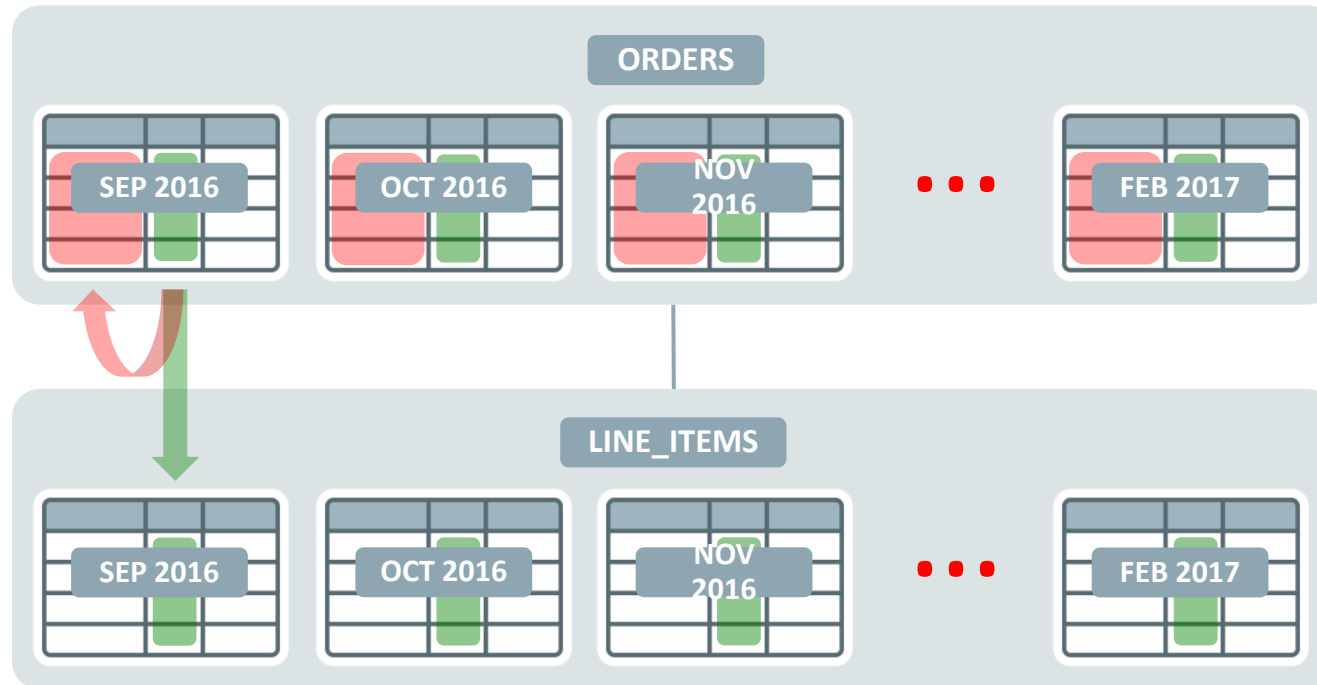 ORDERS
SEP 2016
OCT 2016
NOV
2016
...
FEB 2017
LINE_ITEMS
SEP 2016
OCT 2016
NOV
2016
...
FEB 2017